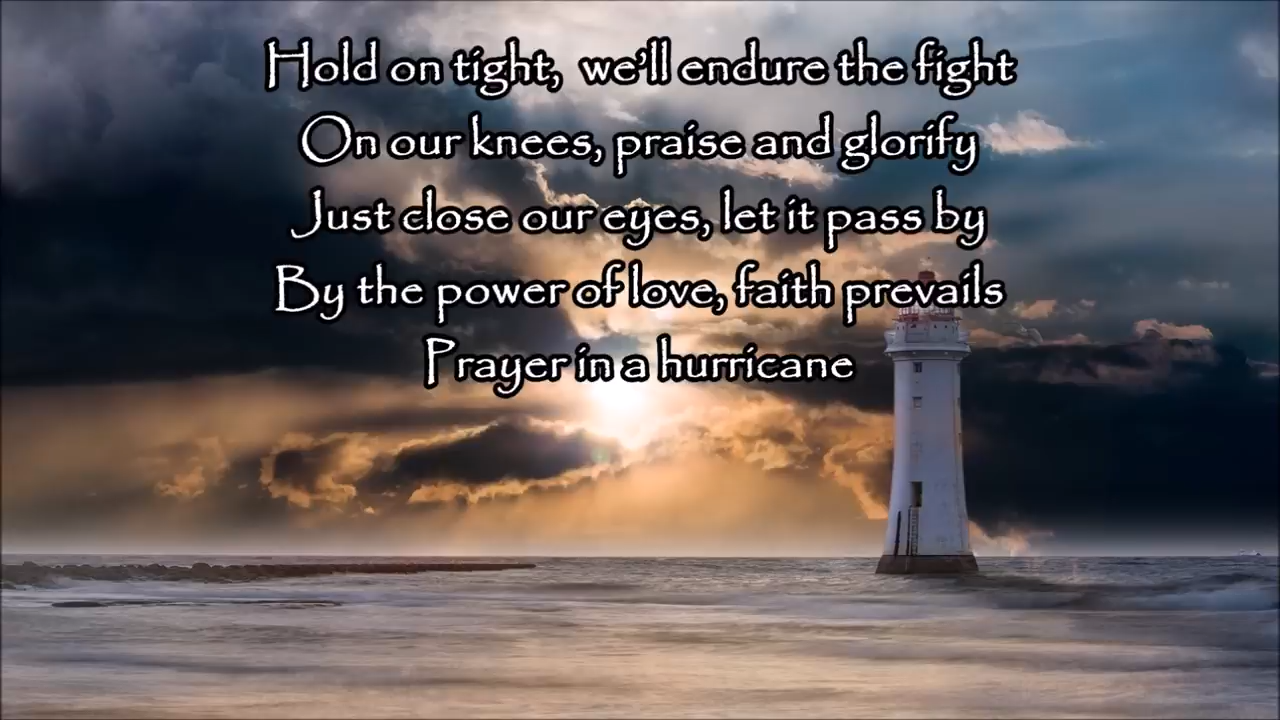 Hold on tight, we'll endure the fight
On our knees, praise and glorify
Just close our eyes, let it pass by
By the power of love, faith prevails
Prayer in a hurricane